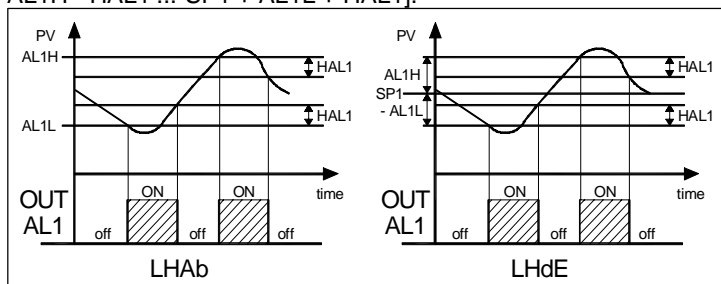 AL1H - HAL1 ... SP1 + AL1L + HAL1].
PV
AL1H
HAL1
HAL1
AL1L
time
OUT
AL1
ON
ON
off
off
off
LHAb
PV
AL1H
SP1
- AL1L
HAL1
HAL1
time
OUT
AL1
ON
ON
off
off
off
LHdE